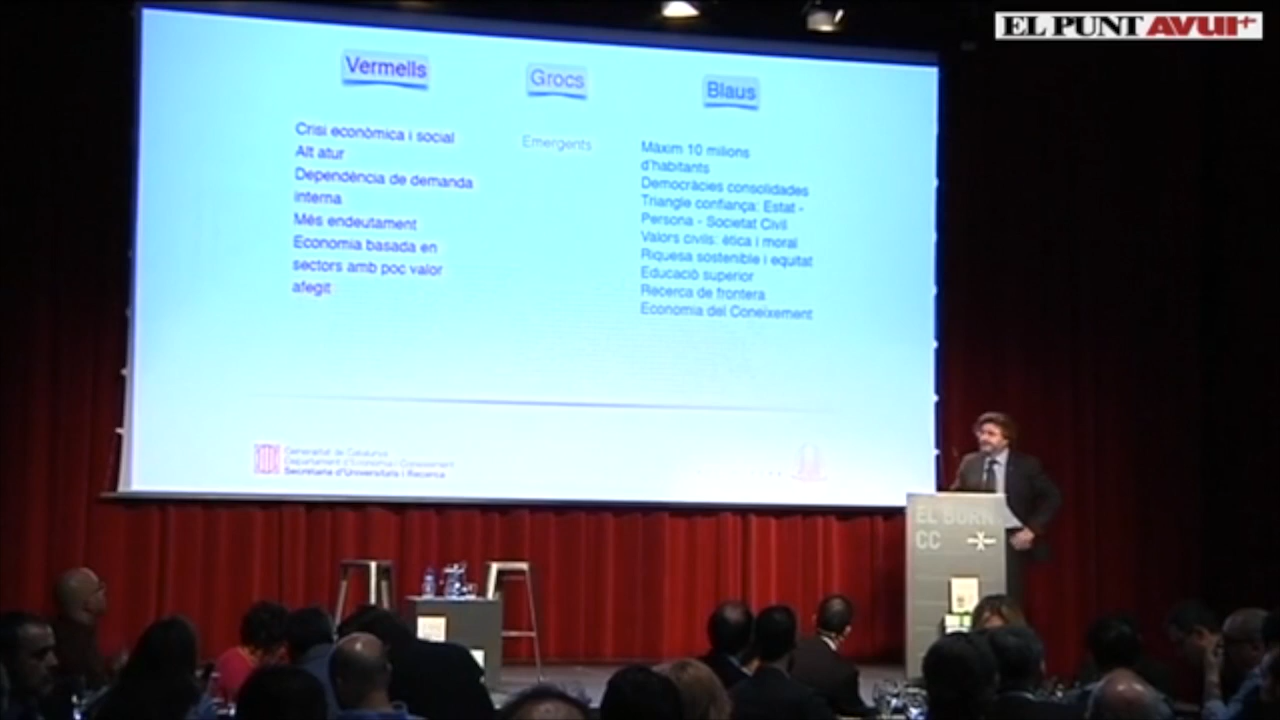 EL PUNT AVUI+
Vermells
Crisi econòmica i social
Alt atur
Dependència de demanda
interna
Més endeutament
Economia basada en
sectors amb poc valor
afegit
Grocs
Emergents
Blaus
Màxim 10 milions
d'habitants
Democràcies consolidades
Triangle confiança: Estat -
Persona - Societat Civil
Valors civils: ètica i moral
Riquesa sostenible i equitat
Educació superior
Recerca de frontera
Economia del Coneixement
Generalitat de Catalunya
Departament d'Economia i Coneixement
Secretaria d'Universitats i Recerca
EL BORN
CC